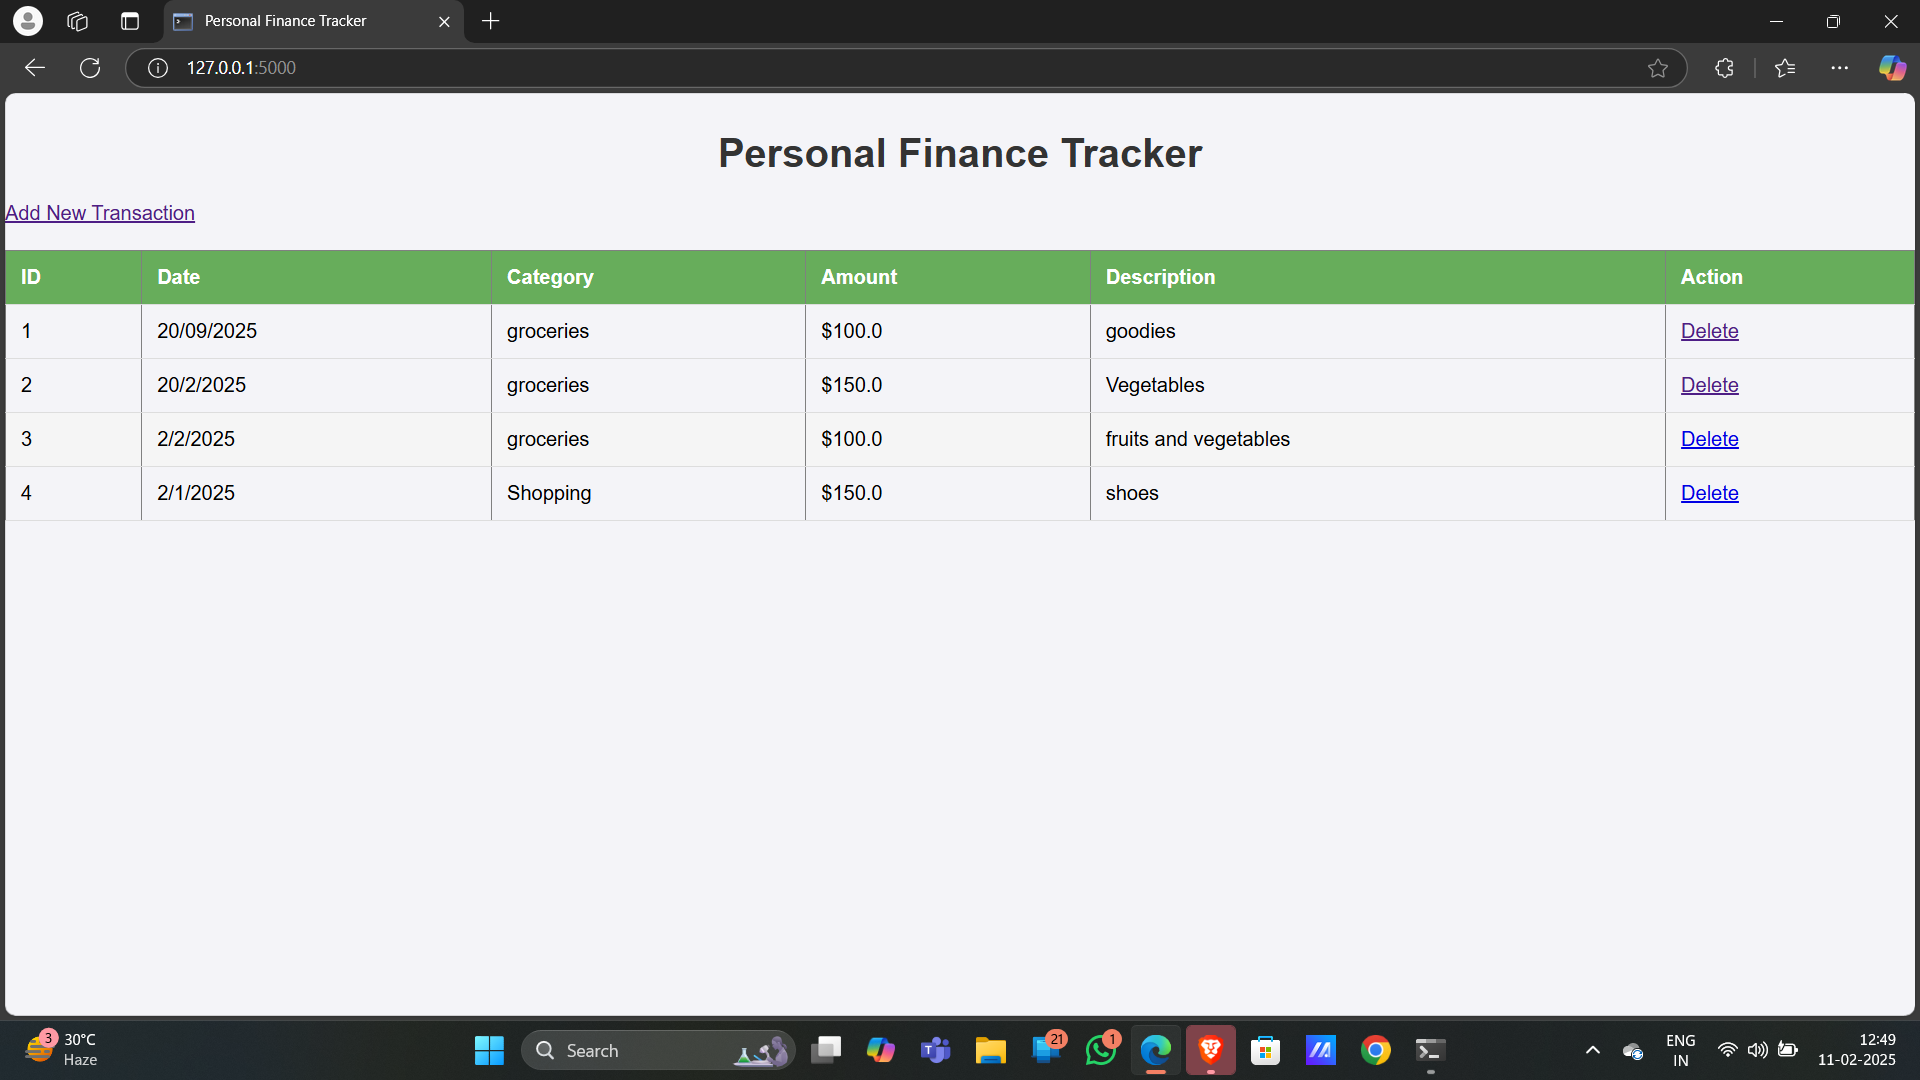 Personal Finance Tracker
127.0.0.1:5000
Personal Finance Tracker
Add New Transaction
ID Date Category Amount Description Action
1 20/09/2025 groceries $100.0 goodies Delete
2 20/2/2025 groceries $150.0 Vegetables Delete
3 2/2/2025 groceries $100.0 fruits and vegetables Delete
4 2/1/2025 Shopping $150.0 shoes Delete
3 30°C Search 21 1 ENG 12:49
Haze IN 11-02-2025